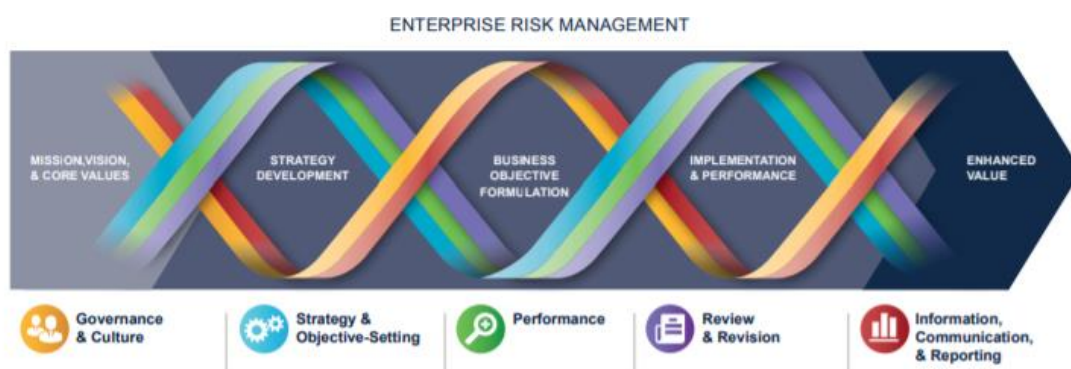 ENTERPRISE RISK MANAGEMENT
MISSION,VISION,
& CORE VALUES
STRATEGY
DEVELOPMENT
BUSINESS
OBJECTIVE
FORMULATION
IMPLEMENTATION
& PERFORMANCE
ENHANCED
VALUE
Governance
& Culture
Strategy &
Objective-Setting
Performance
Review
& Revision
Information,
Communication,
& Reporting